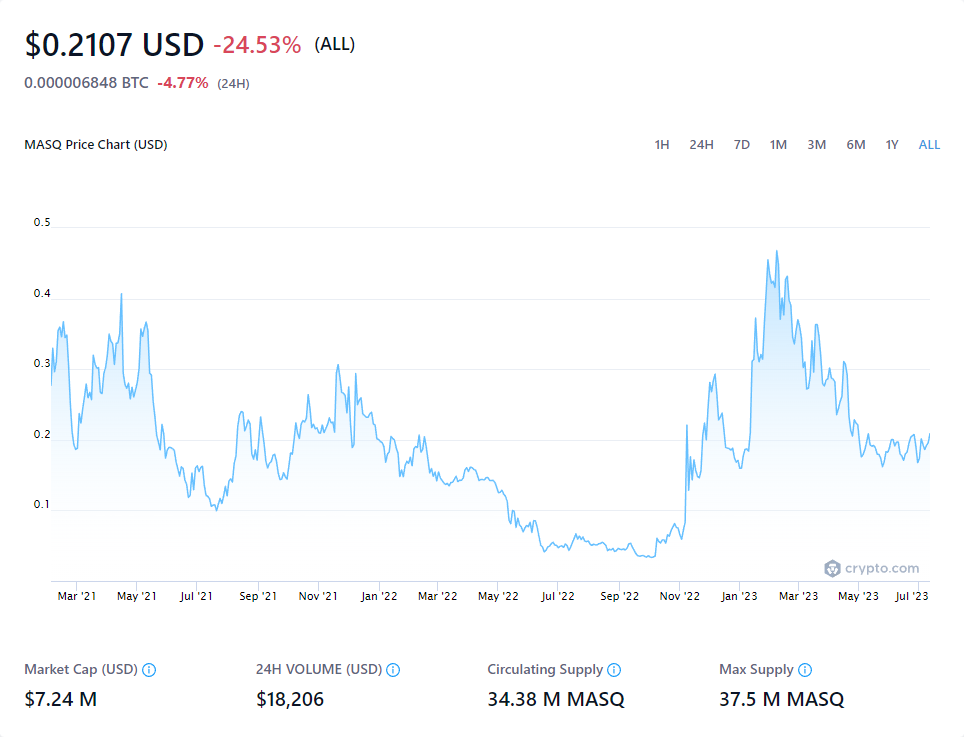 $0.2107 USD -24.53% (ALL)
0.000006848 BTC -4.77% (24H)
MASQ Price Chart (USD) 1H 24H 7D 1M 3M 6M 1Y ALL
0.5
0.4
0.3
0.2
0.1
crypto.com
Mar '21 May '21 Jul '21 Sep '21 Nov '21 Jan '22 Mar '22 May '22 Jul '22 Sep '22 Nov '22 Jan '23 Mar '23 May '23 Jul '23
Market Cap (USD) 24H VOLUME (USD) Circulating Supply Max Supply
$7.24 M $18,206 34.38 M MASQ 37.5 M MASQ